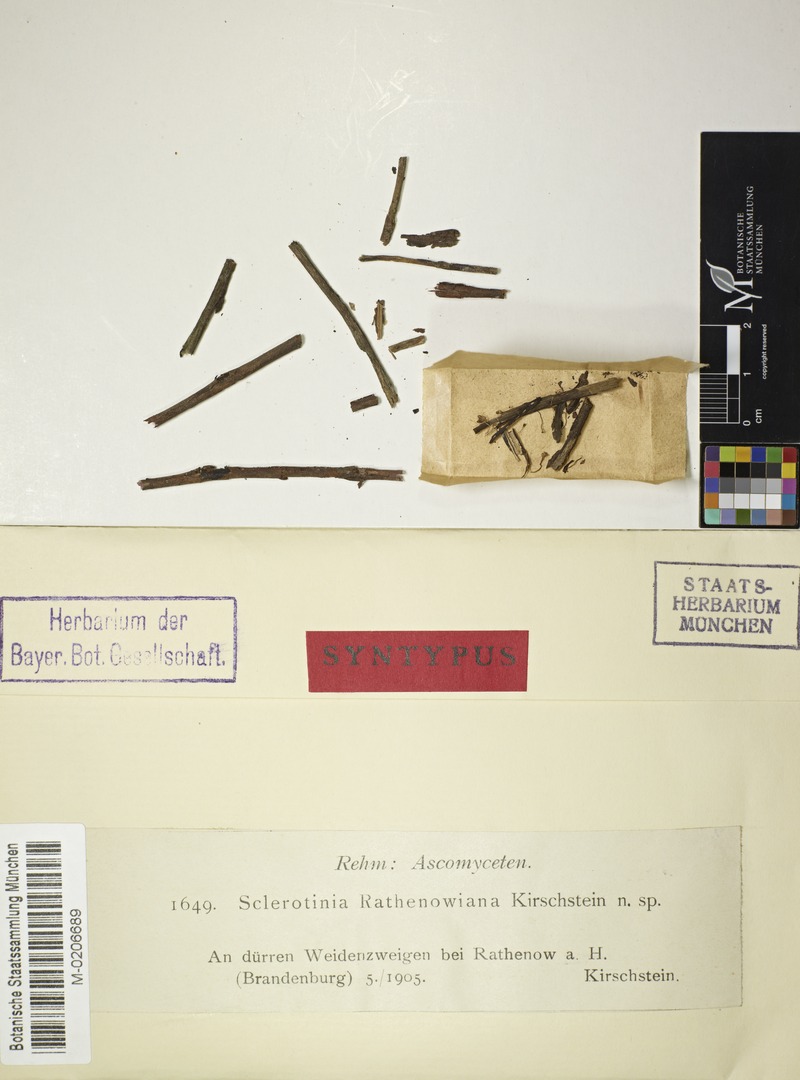 BOTANISCHE
STAATSSAMMLUNG
MÜNCHEN
copyright reserved
0 1 2
cm
Herbarium der
Bayer. Bot. Gesellschaft.
SYNTYPUS
STAATS-
HERBARIUM
MÜNCHEN
Botanische Staatssammlung München
M-0206689
Rehm: Ascomyceten.
1649. Sclerotinia Rathenowiana Kirschstein n. sp.
An dürren Weidenzweigen bei Rathenow a. H.
(Brandenburg) 5./1905. Kirschstein.